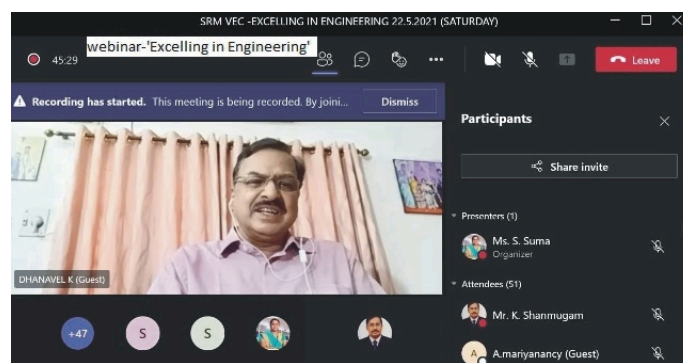 SRM VEC -EXCELLING IN ENGINEERING 22.5.2021 (SATURDAY)
45:29
webinar-'Excelling in Engineering'
Leave
Recording has started. This meeting is being recorded. By joini...
Dismiss
DHANAVEL K (Guest)
+47
S
S
Participants
Share invite
Presenters (1)
Ms. S. Suma
Organizer
Attendees (51)
Mr. K. Shanmugam
A
A.mariyanancy (Guest)